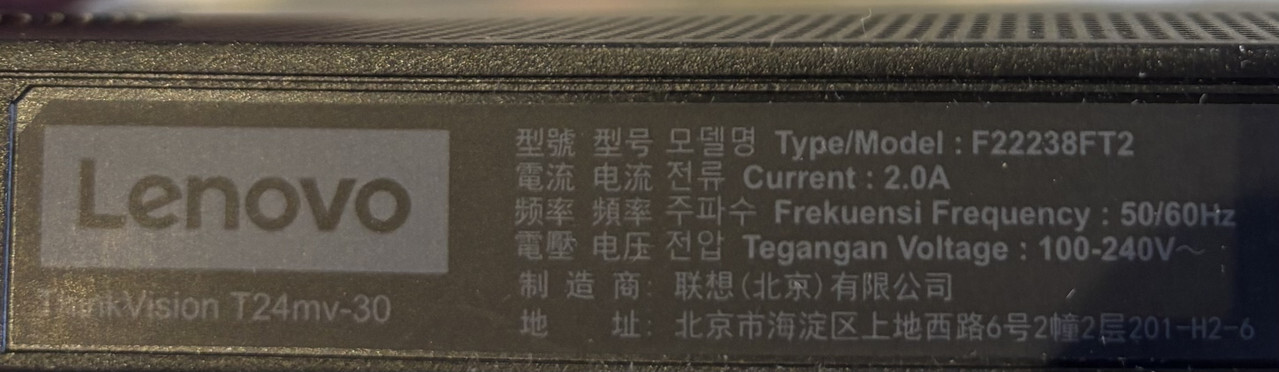 Lenovo
ThinkVision T24mv-30
型號 型号 모델명 Type/Model : F22238FT2
電流 电流 전류 Current : 2.0A
频率 頻率 주파수 Frekuensi Frequency : 50/60Hz
電壓 电压 전압 Tegangan Voltage : 100-240V～
制 造 商: 联想(北京)有限公司
地 址: 北京市海淀区上地西路6号2幢2层201-H2-6